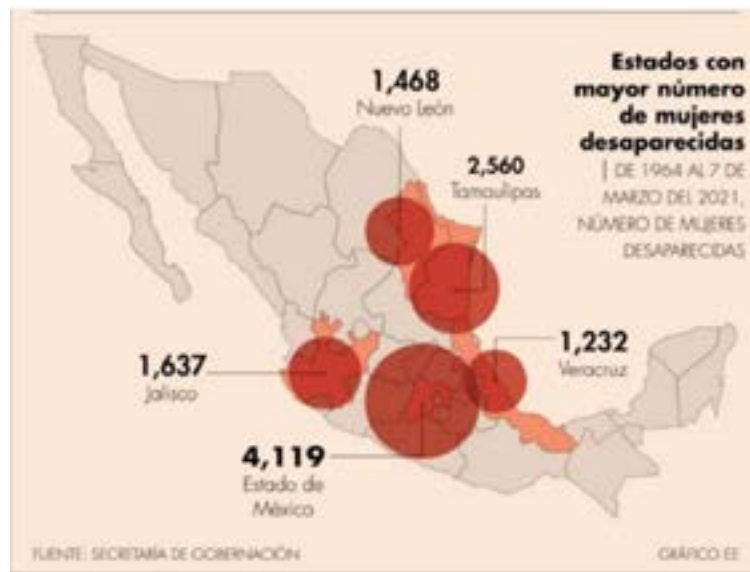 Estados con
mayor número
de mujeres
desaparecidas
| DE 1964 AL 7 DE
MARZO DEL 2021,
NÚMERO DE MUJERES
DESAPARECIDAS
1,468
Nuevo León
2,560
Tamaulipas
1,637
Jalisco
1,232
Veracruz
4,119
Estado de
México
FUENTE: SECRETARÍA DE GOBERNACIÓN
GRÁFICO EE